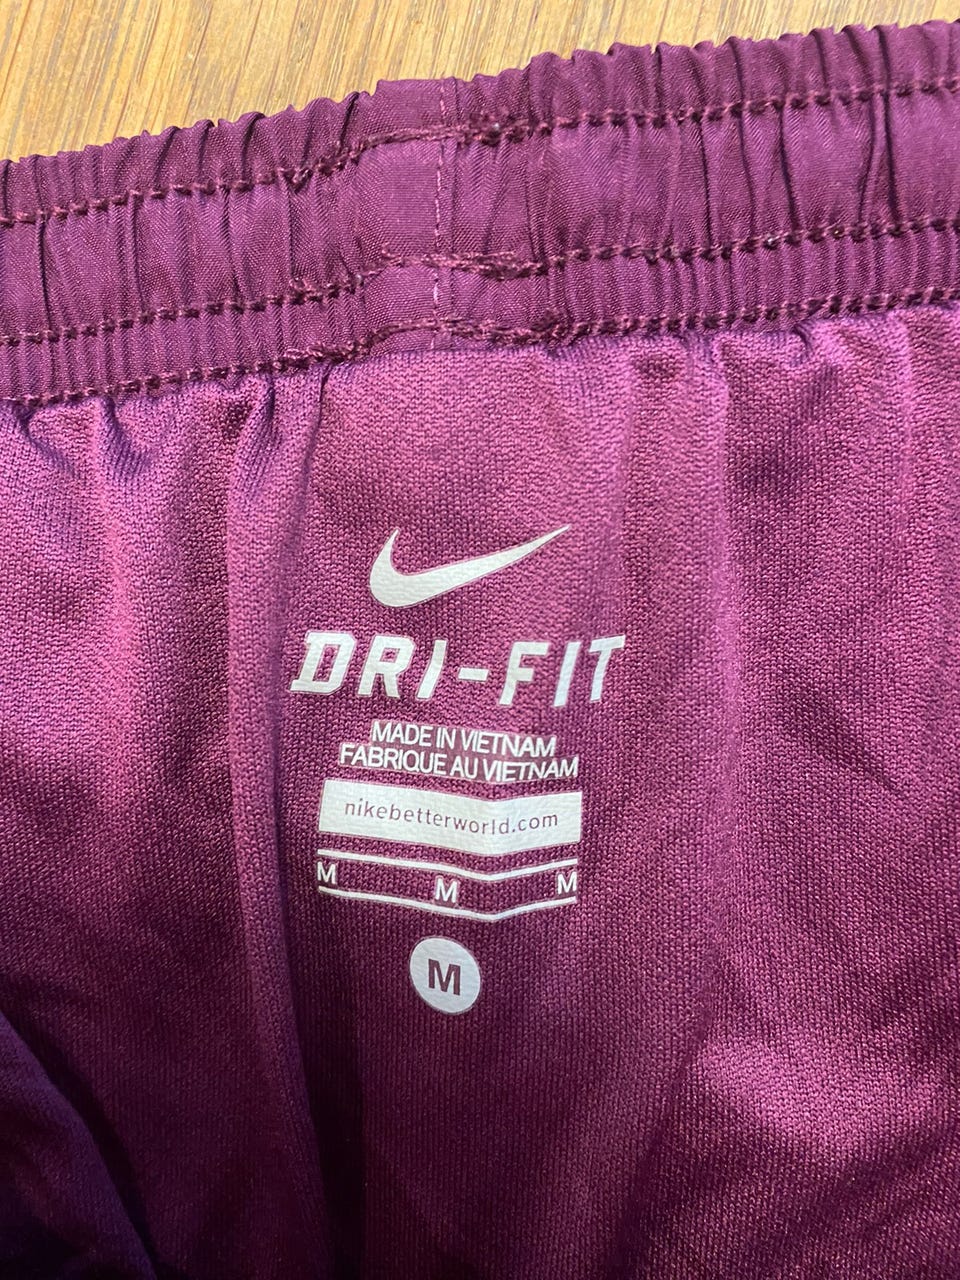 DRI-FIT
MADE IN VIETNAM
FABRIQUE AU VIETNAM
nikebetterworld.com
M M M
M